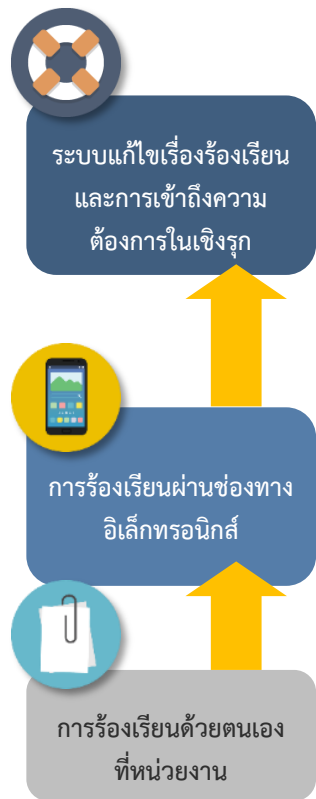 ระบบแก้ไขเรื่องร้องเรียน
และการเข้าถึงความ
ต้องการในเชิงรุก
การร้องเรียนผ่านช่องทาง
อิเล็กทรอนิกส์
การร้องเรียนด้วยตนเอง
ที่หน่วยงาน